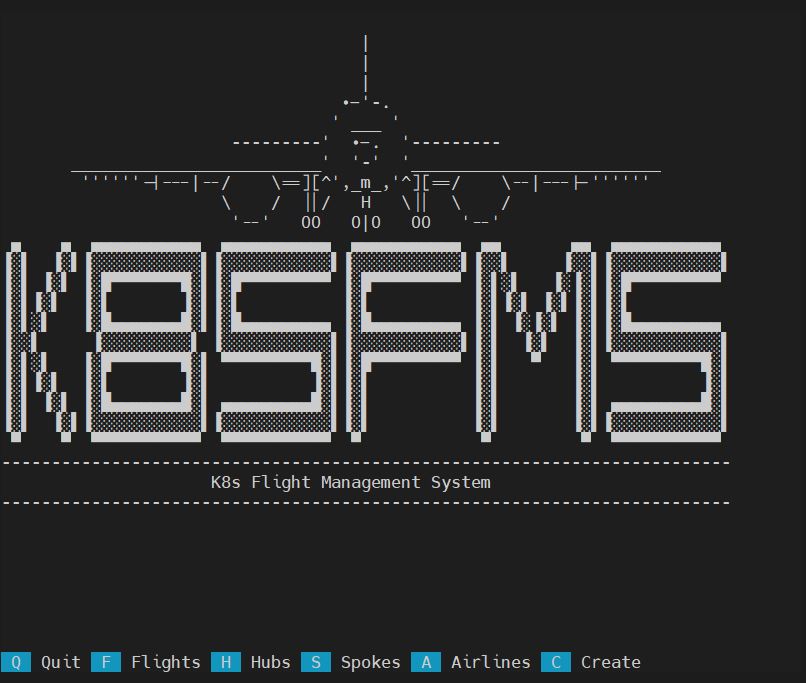 K8SFMS
K8s Flight Management System
Q Quit F Flights H Hubs S Spokes A Airlines C Create